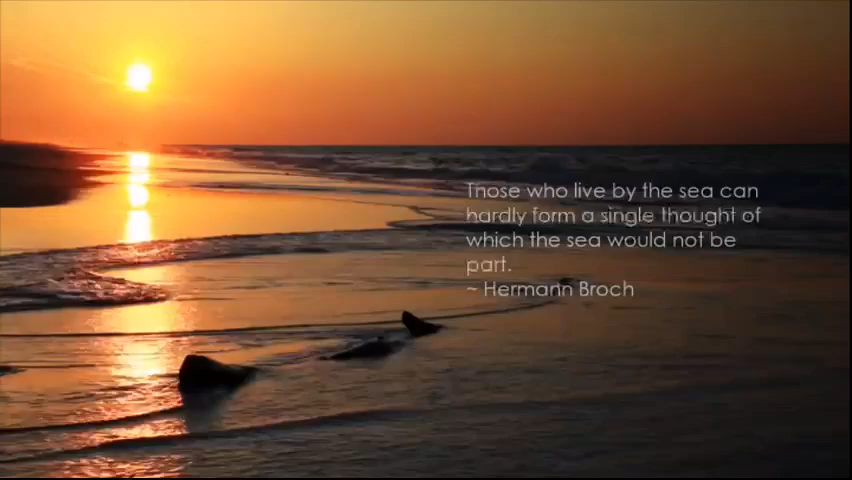 Those who live by the sea can
hardly form a single thought of
which the sea would not be
part.
~ Hermann Broch